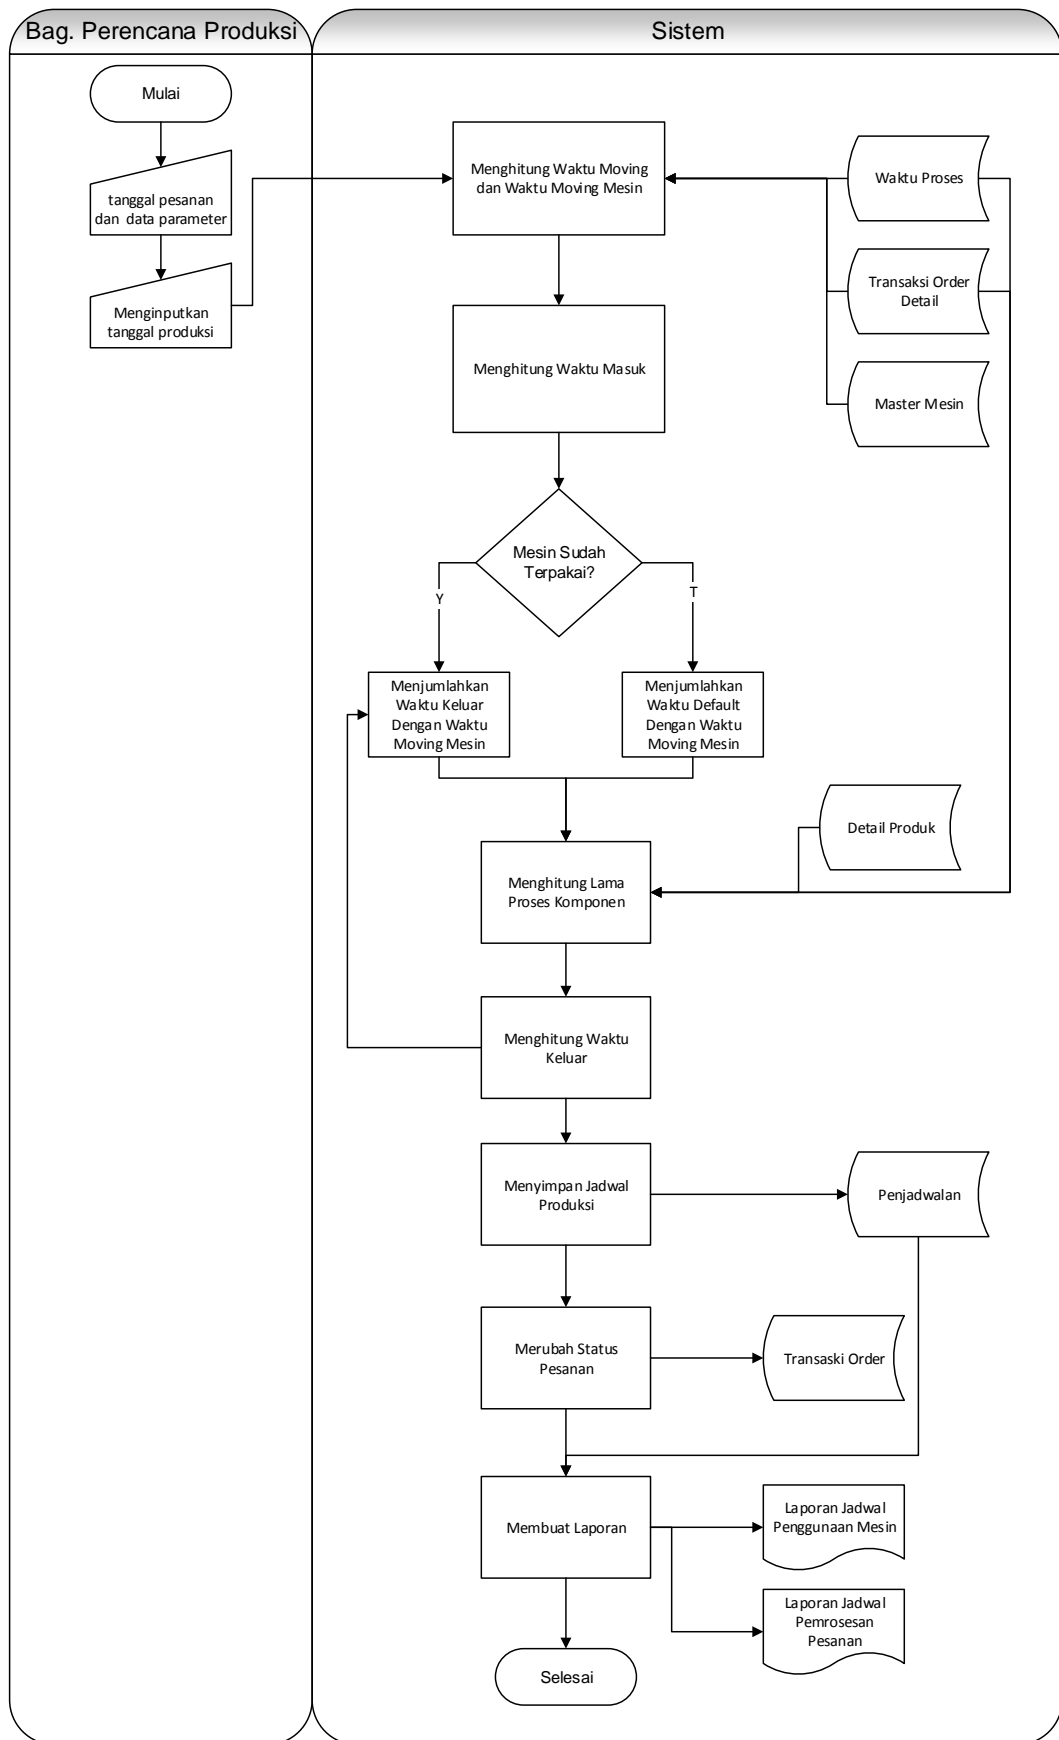 Bag. Perencana Produksi
Sistem
Mulai
tanggal pesanan
dan data parameter
Menginputkan
tanggal produksi
Menghitung Waktu Moving
dan Waktu Moving Mesin
Waktu Proses
Transaksi Order
Detail
Menghitung Waktu Masuk
Master Mesin
Mesin Sudah
Terpakai?
Y
T
Menjumlahkan
Waktu Keluar
Dengan Waktu
Moving Mesin
Menjumlahkan
Waktu Default
Dengan Waktu
Moving Mesin
Detail Produk
Menghitung Lama
Proses Komponen
Menghitung Waktu
Keluar
Menyimpan Jadwal
Produksi
Penjadwalan
Merubah Status
Pesanan
Transaski Order
Membuat Laporan
Laporan Jadwal
Penggunaan Mesin
Laporan Jadwal
Pemrosesan
Pesanan
Selesai